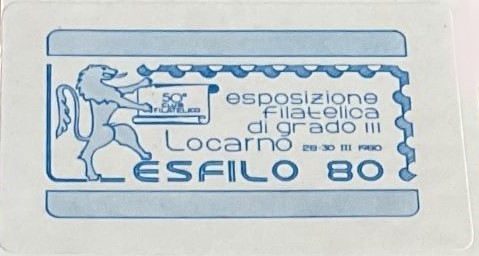 50°
CLUB
FILATELICO
esposizione
filatelica
di grado III
Locarno 28-30 III 1980
ESFILO 80